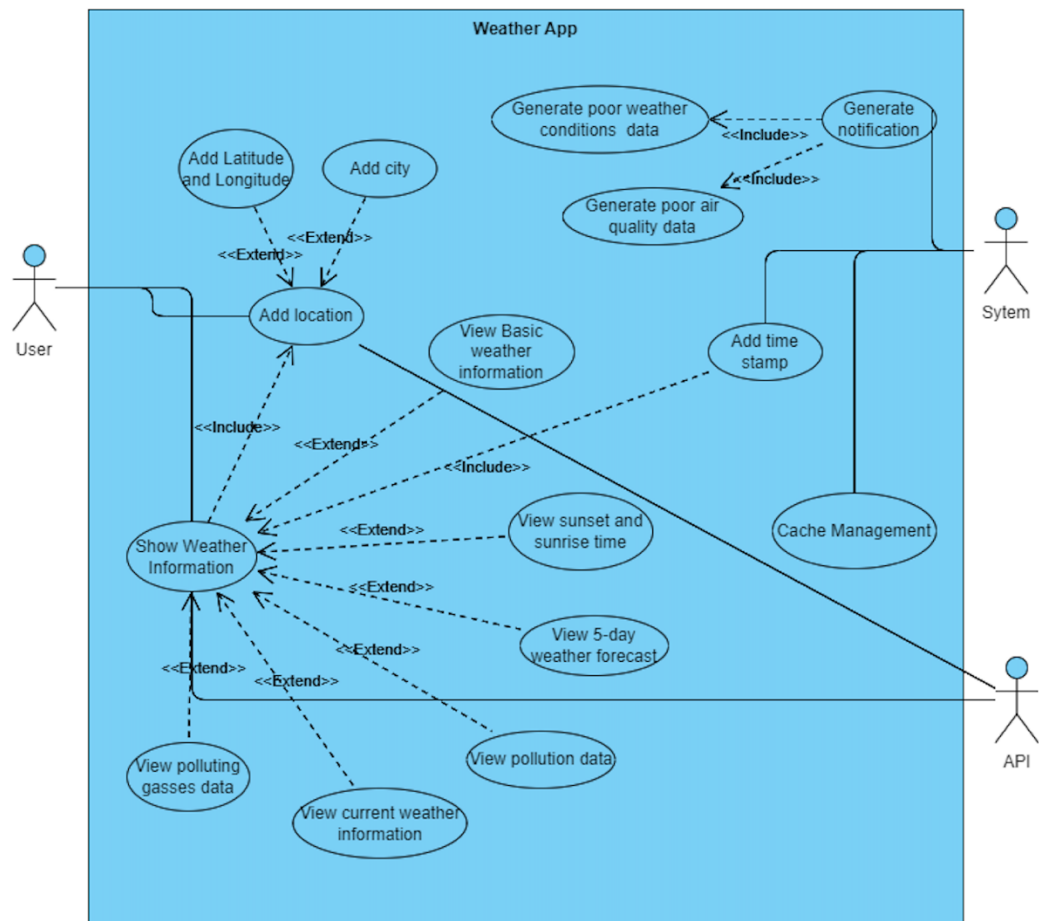 Weather App
Generate poor weather
conditions  data
Generate
notification
<<Include>>
Add Latitude
and Longitude
Add city
<<Include>>
Generate poor air
quality data
<<Extend>>
<<Extend>>
User
Add location
Sytem
View Basic
weather
information
Add time
stamp
<<Include>>
<<Extend>>
<<Include>>
View sunset and
sunrise time
<<Extend>>
Cache Management
Show Weather
Information
<<Extend>>
View 5-day
weather forecast
<<Extend>>
<<Extend>>
<<Extend>>
View polluting
gasses data
View pollution data
API
View current weather
information